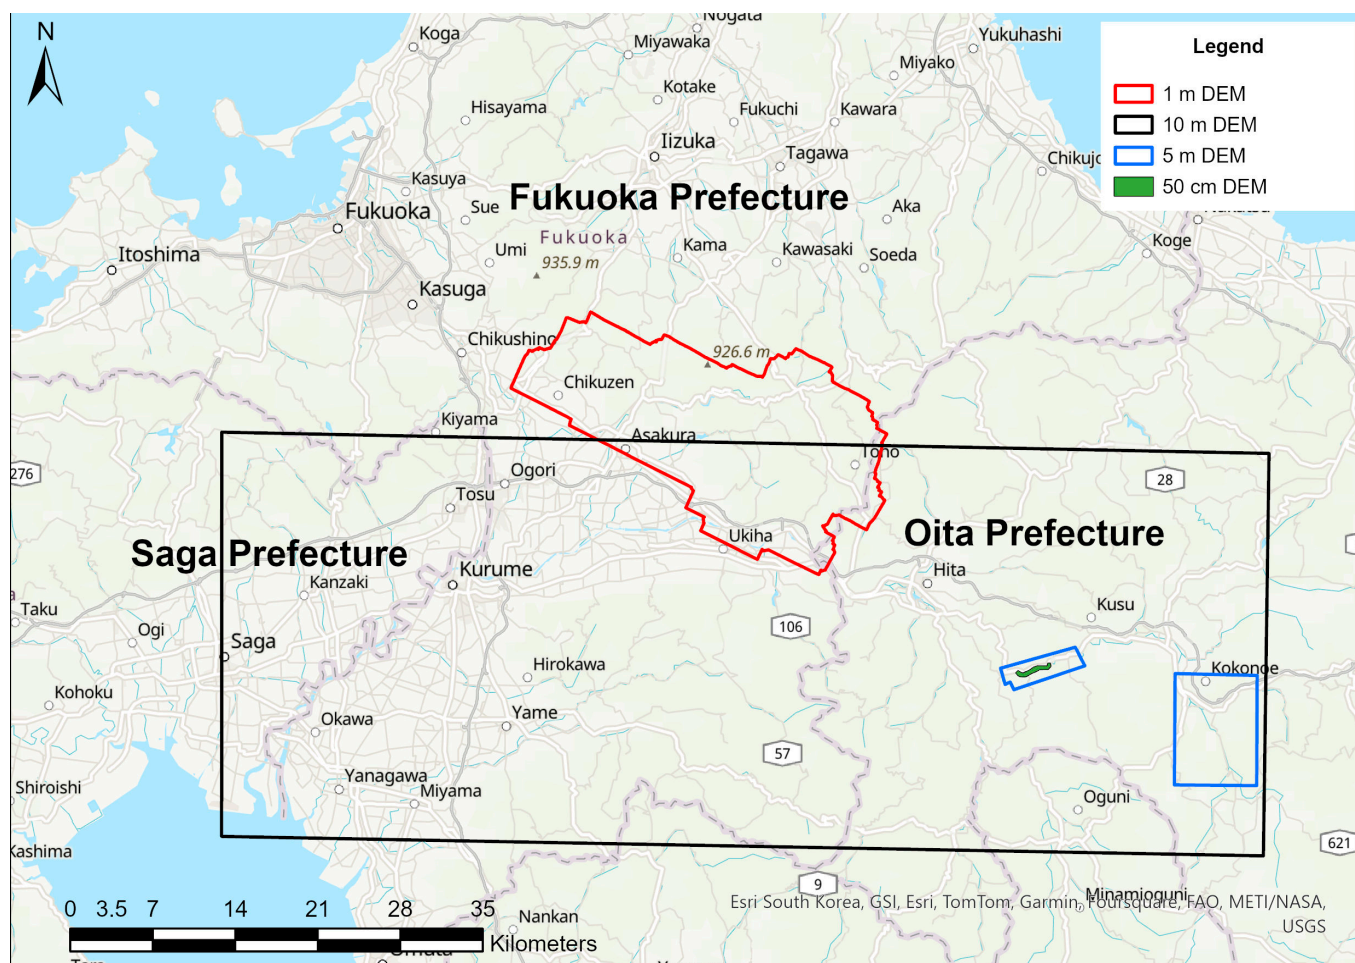 N
Koga
Nogata
Miyawaka
Yukuhashi
Miyako
Legend
1 m DEM
10 m DEM
5 m DEM
50 cm DEM
Kotake
Hisayama
Fukuchi
Kawara
Iizuka
Tagawa
Chikujo
Kasuya
Fukuoka Prefecture
Fukuoka
Sue
Aka
Fukuoka
Umi
935.9 m
Kama
Kawasaki
Soeda
Koge
Itoshima
Kasuga
Chikushino
926.6 m
Chikuzen
Kiyama
Asakura
Toho
276
Ogori
Tosu
28
Saga Prefecture
Oita Prefecture
Ukiha
Kurume
Hita
Kanzaki
Taku
Ogi
Kusu
106
Saga
Hirokawa
Kokonoe
Kohoku
Okawa
Yame
57
Shiroishi
Yanagawa
Miyama
Oguni
Kashima
621
9
Minamioguni
0 3.5 7 14 21 28 35
Kilometers
Nankan
Esri South Korea, GSI, Esri, TomTom, Garmin, Foursquare, FAO, METI/NASA,
USGS